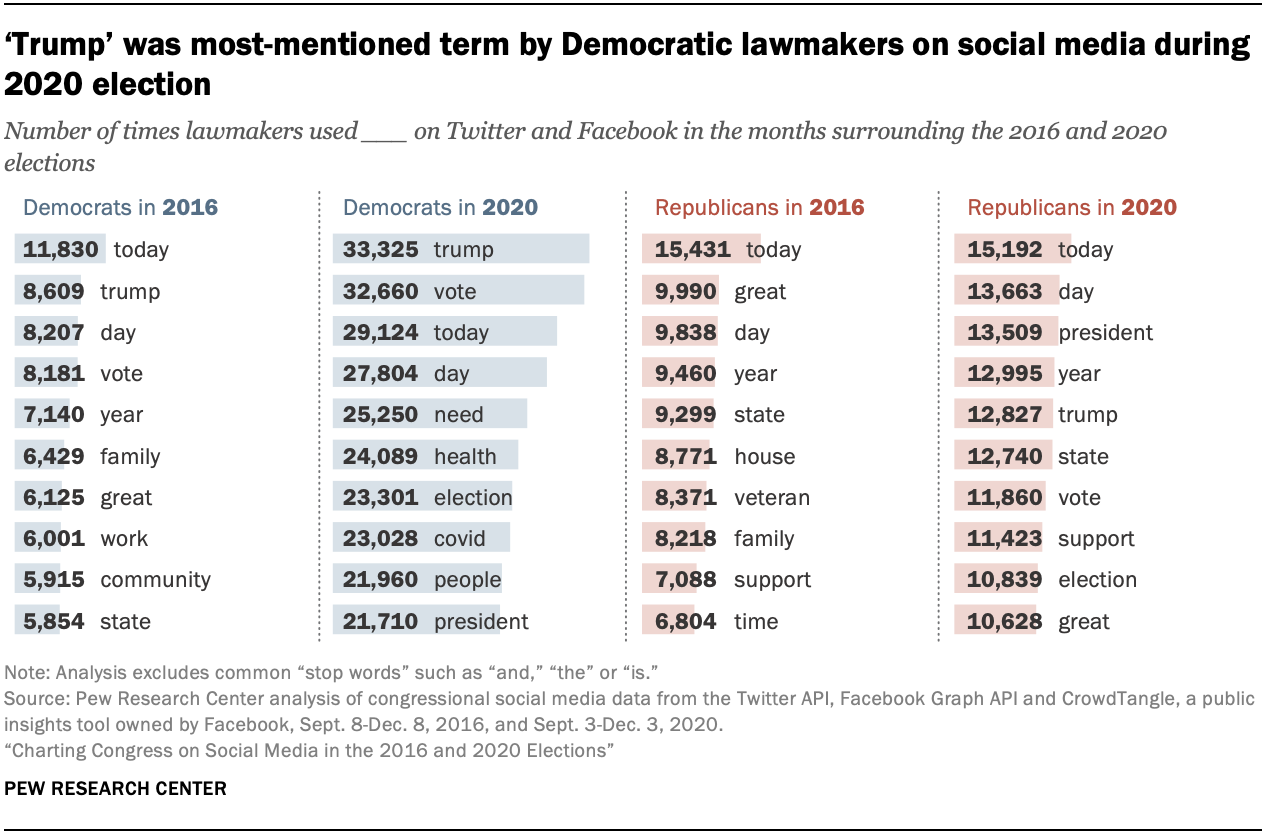 ‘Trump’ was most-mentioned term by Democratic lawmakers on social media during
2020 election
Number of times lawmakers used ___ on Twitter and Facebook in the months surrounding the 2016 and 2020
elections
Democrats in 2016
11,830 today
8,609 trump
8,207 day
8,181 vote
7,140 year
6,429 family
6,125 great
6,001 work
5,915 community
5,854 state
Democrats in 2020
33,325 trump
32,660 vote
29,124 today
27,804 day
25,250 need
24,089 health
23,301 election
23,028 covid
21,960 people
21,710 president
Republicans in 2016
15,431 today
9,990 great
9,838 day
9,460 year
9,299 state
8,771 house
8,371 veteran
8,218 family
7,088 support
6,804 time
Republicans in 2020
15,192 today
13,663 day
13,509 president
12,995 year
12,827 trump
12,740 state
11,860 vote
11,423 support
10,839 election
10,628 great
Note: Analysis excludes common “stop words” such as “and,” “the” or “is.”
Source: Pew Research Center analysis of congressional social media data from the Twitter API, Facebook Graph API and CrowdTangle, a public
insights tool owned by Facebook, Sept. 8-Dec. 8, 2016, and Sept. 3-Dec. 3, 2020.
“Charting Congress on Social Media in the 2016 and 2020 Elections”
PEW RESEARCH CENTER